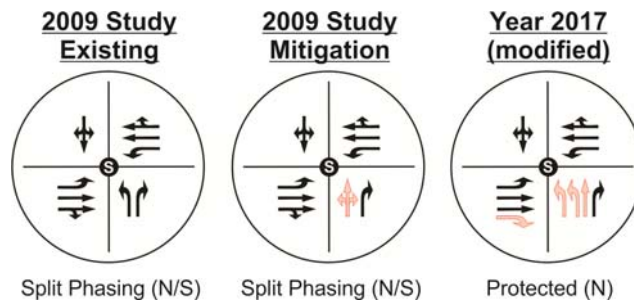 2009 Study
Existing
2009 Study
Mitigation
Year 2017
(modified)
S
S
S
Split Phasing (N/S)
Split Phasing (N/S)
Protected (N)